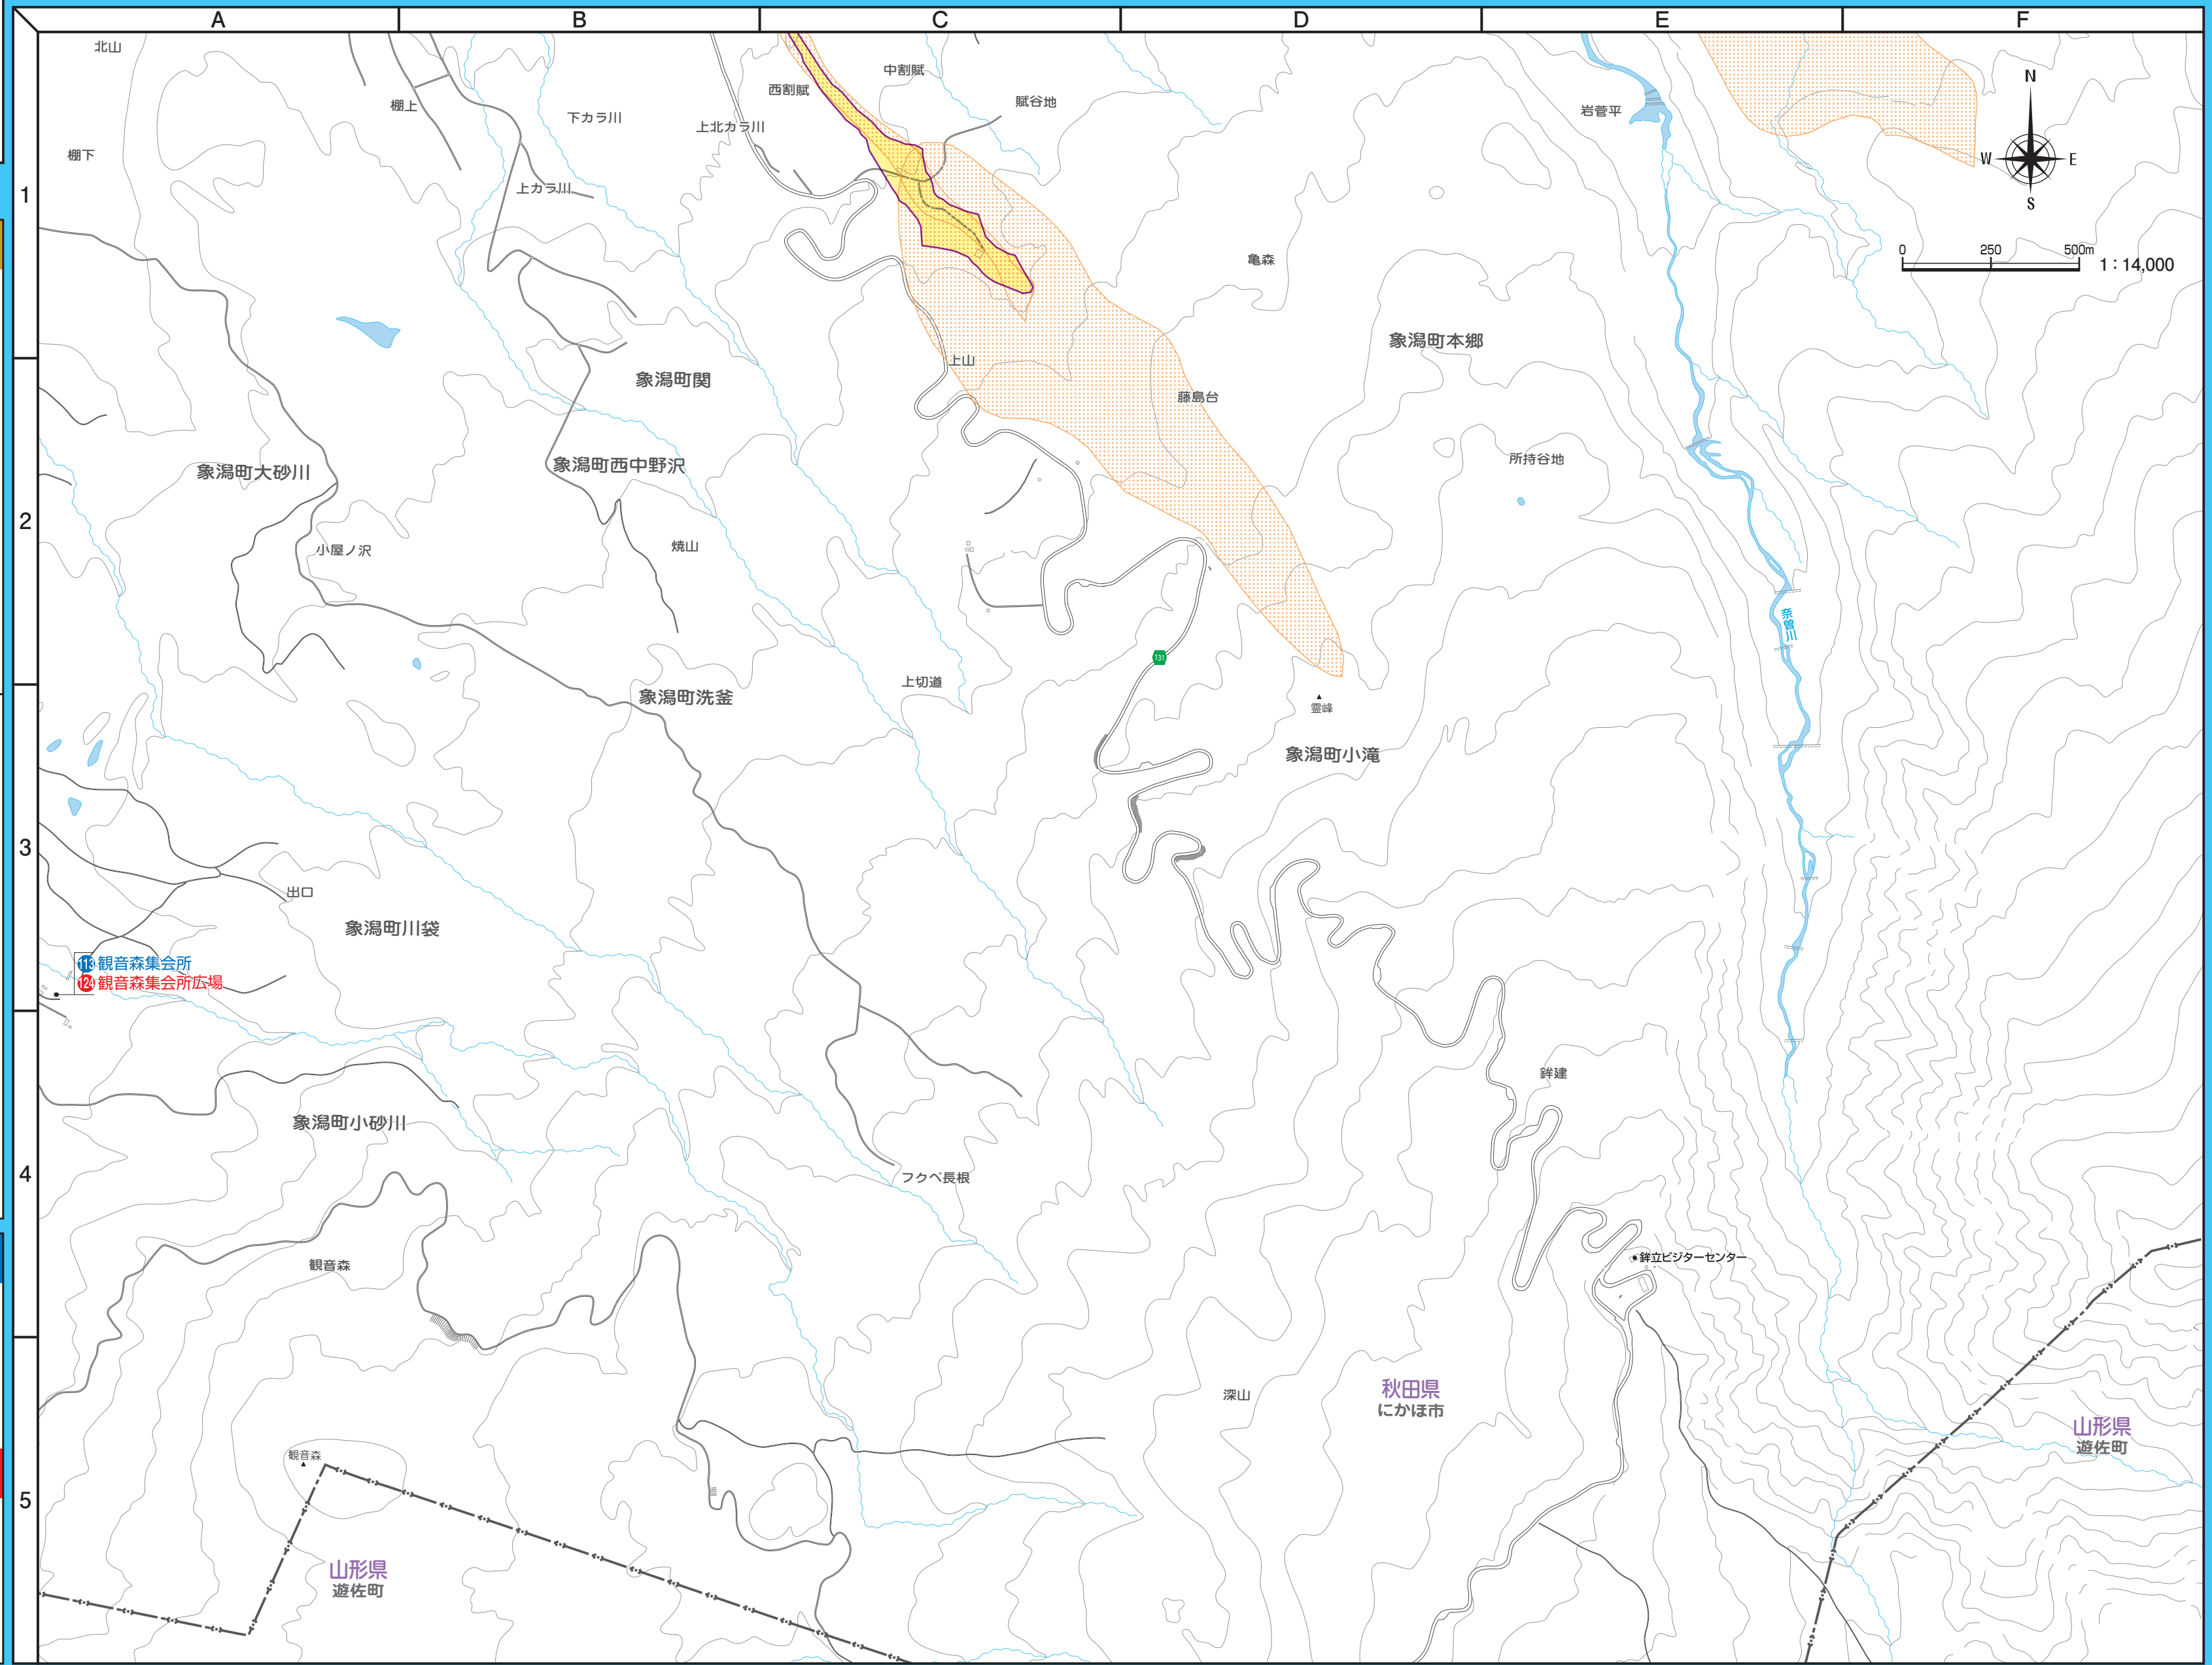 A
B
C
D
E
F
1
2
3
4
5
北山
棚上
棚下
下カラ川
上カラ川
上北カラ川
西割賦
中割賦
賦谷地
岩菅平
N
W
E
S
0
250
500m
1：14,000
亀森
象潟町本郷
上山
象潟町関
藤島台
象潟町大砂川
象潟町西中野沢
所持谷地
小屋ノ沢
焼山
奈曽川
131
上切道
象潟町洗釜
霊峰
象潟町小滝
出口
象潟町川袋
113 観音森集会所
124 観音森集会所広場
鉾建
象潟町小砂川
フクベ長根
観音森
鉾立ビジターセンター
深山
秋田県
にかほ市
山形県
遊佐町
観音森
山形県
遊佐町